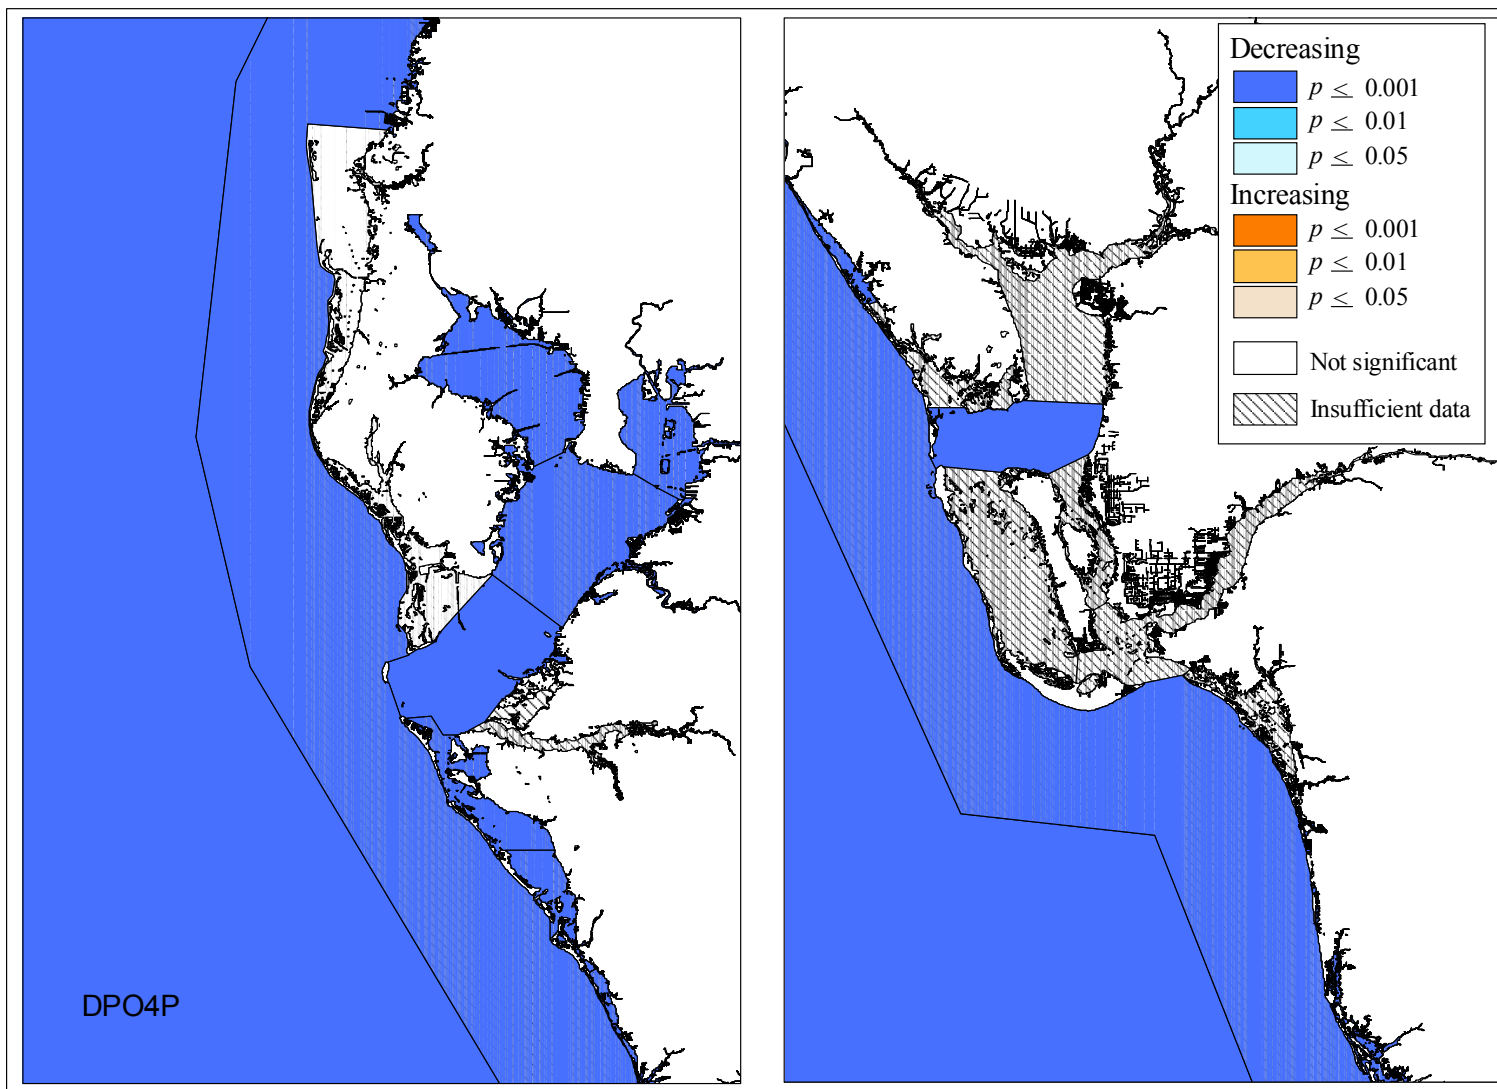 Decreasing
p ≤ 0.001
p ≤ 0.01
p ≤ 0.05
Increasing
p ≤ 0.001
p ≤ 0.01
p ≤ 0.05
Not significant
Insufficient data
DPO4P